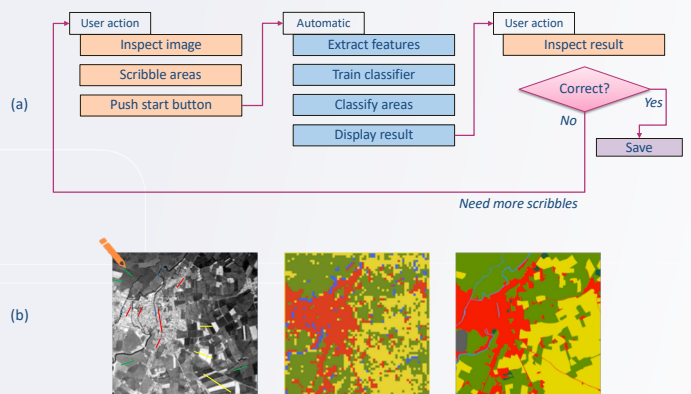 User action
Inspect image
Scribble areas
Push start button
Automatic
Extract features
Train classifier
Classify areas
Display result
User action
Inspect result
Correct?
Yes
No
Save
Need more scribbles
(a)
(b)